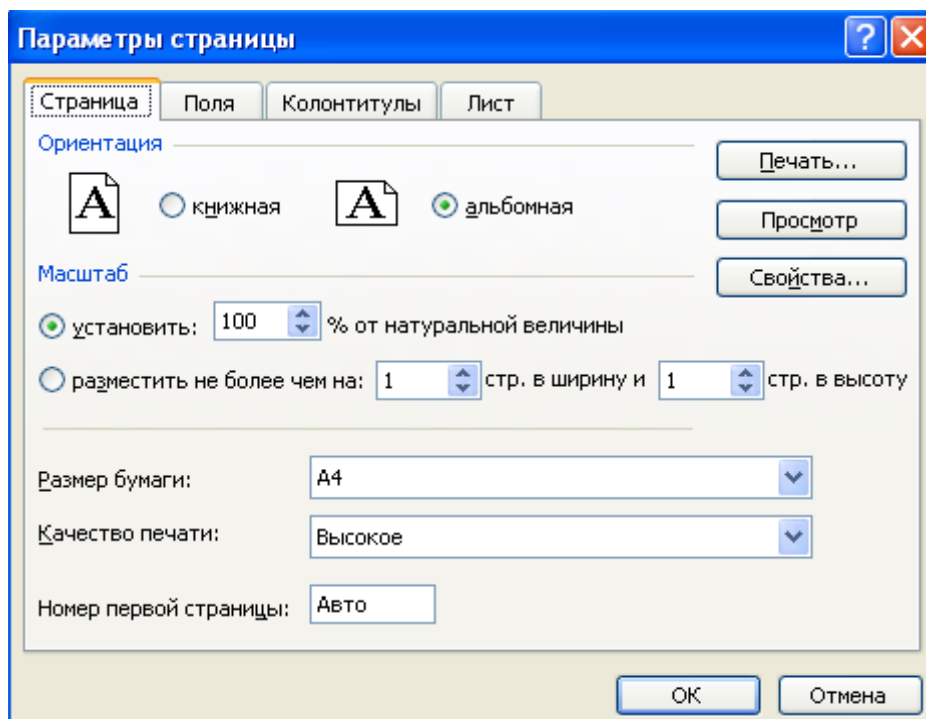 Параметры страницы
Страница Поля Колонтитулы Лист
Ориентация
Печать...
A книжная A альбомная
Просмотр
Масштаб
Свойства...
установить: 100 % от натуральной величины
разместить не более чем на: 1 стр. в ширину и 1 стр. в высоту
Размер бумаги: A4
Качество печати: Высокое
Номер первой страницы: Авто
ОК Отмена